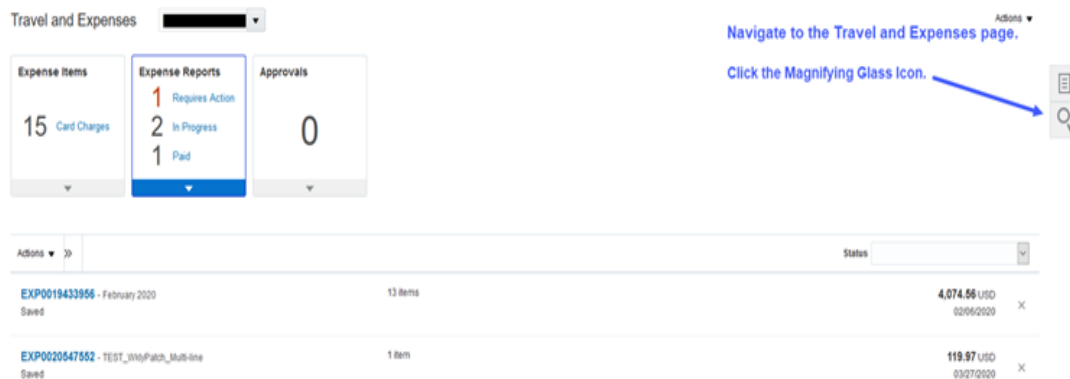 Travel and Expenses
Actions
Navigate to the Travel and Expenses page.
Click the Magnifying Glass Icon.
Expense Items
15 Card Charges
Expense Reports
1 Requires Action
2 In Progress
1 Paid
Approvals
0
Actions
Status
EXP0019433956 - February 2020
13 items
4,074.56 USD
Saved
02/06/2020
EXP0020547552 - TEST_WldyPatch_Multi-line
1 item
119.97 USD
Saved
03/27/2020